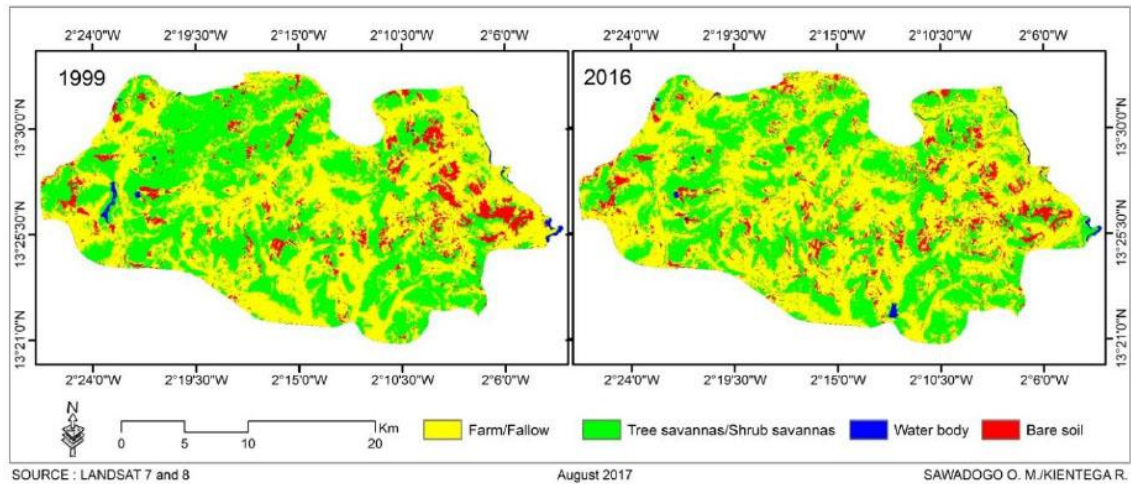 2°24'0"W 2°19'30"W 2°15'0"W 2°10'30"W 2°6'0"W 2°24'0"W 2°19'30"W 2°15'0"W 2°10'30"W 2°6'0"W
1999
2016
13°30'0"N
13°25'30"N
13°21'0"N
13°30'0"N
13°25'30"N
13°21'0"N
2°24'0"W 2°19'30"W 2°15'0"W 2°10'30"W 2°6'0"W 2°24'0"W 2°19'30"W 2°15'0"W 2°10'30"W 2°6'0"W
N
Km
0 5 10 20
Farm/Fallow
Tree savannas/Shrub savannas
Water body
Bare soil
SOURCE : LANDSAT 7 and 8 August 2017 SAWADOGO O. M./KIENTEGA R.